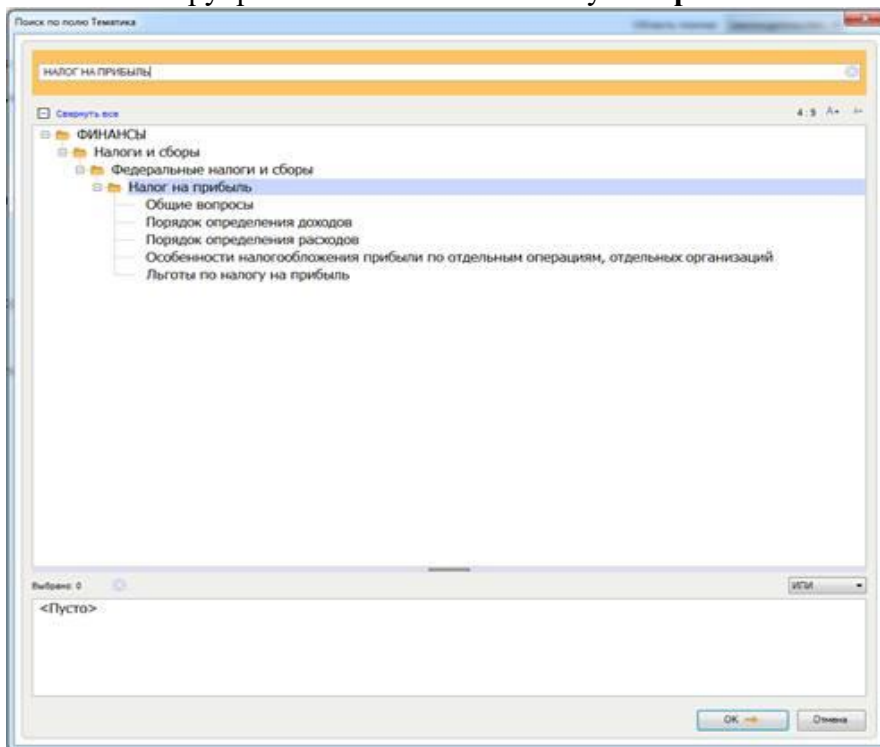 Поиск по полю Тематика
НАЛОГ НА ПРИБЫЛЬ
Свернуть все
4:9 A+ A-
ФИНАНСЫ
Налоги и сборы
Федеральные налоги и сборы
Налог на прибыль
Общие вопросы
Порядок определения доходов
Порядок определения расходов
Особенности налогообложения прибыли по отдельным операциям, отдельных организаций
Льготы по налогу на прибыль
Выбрано: 0
ИЛИ
<Пусто>
OK
Отмена